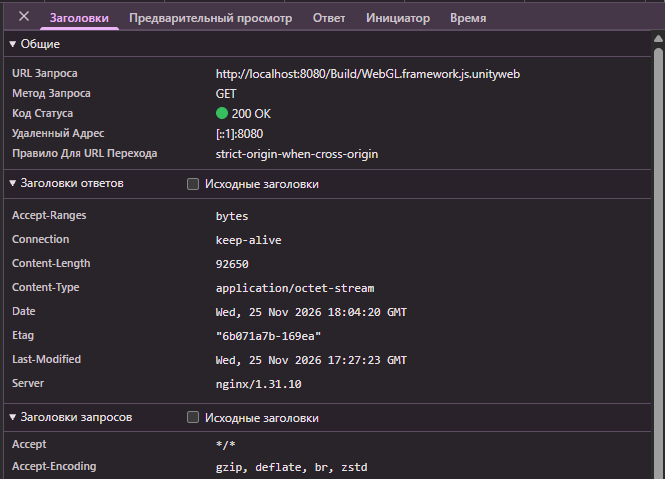 Заголовки Предварительный просмотр Ответ Инициатор Время
Общие
URL Запроса http://localhost:8080/Build/WebGL.framework.js.unityweb
Метод Запроса GET
Код Статуса 200 OK
Удаленный Адрес [::1]:8080
Правило Для URL Перехода strict-origin-when-cross-origin
Заголовки ответов Исходные заголовки
Accept-Ranges bytes
Connection keep-alive
Content-Length 92650
Content-Type application/octet-stream
Date Wed, 25 Nov 2026 18:04:20 GMT
Etag "6b071a7b-169ea"
Last-Modified Wed, 25 Nov 2026 17:27:23 GMT
Server nginx/1.31.10
Заголовки запросов Исходные заголовки
Accept */*
Accept-Encoding gzip, deflate, br, zstd